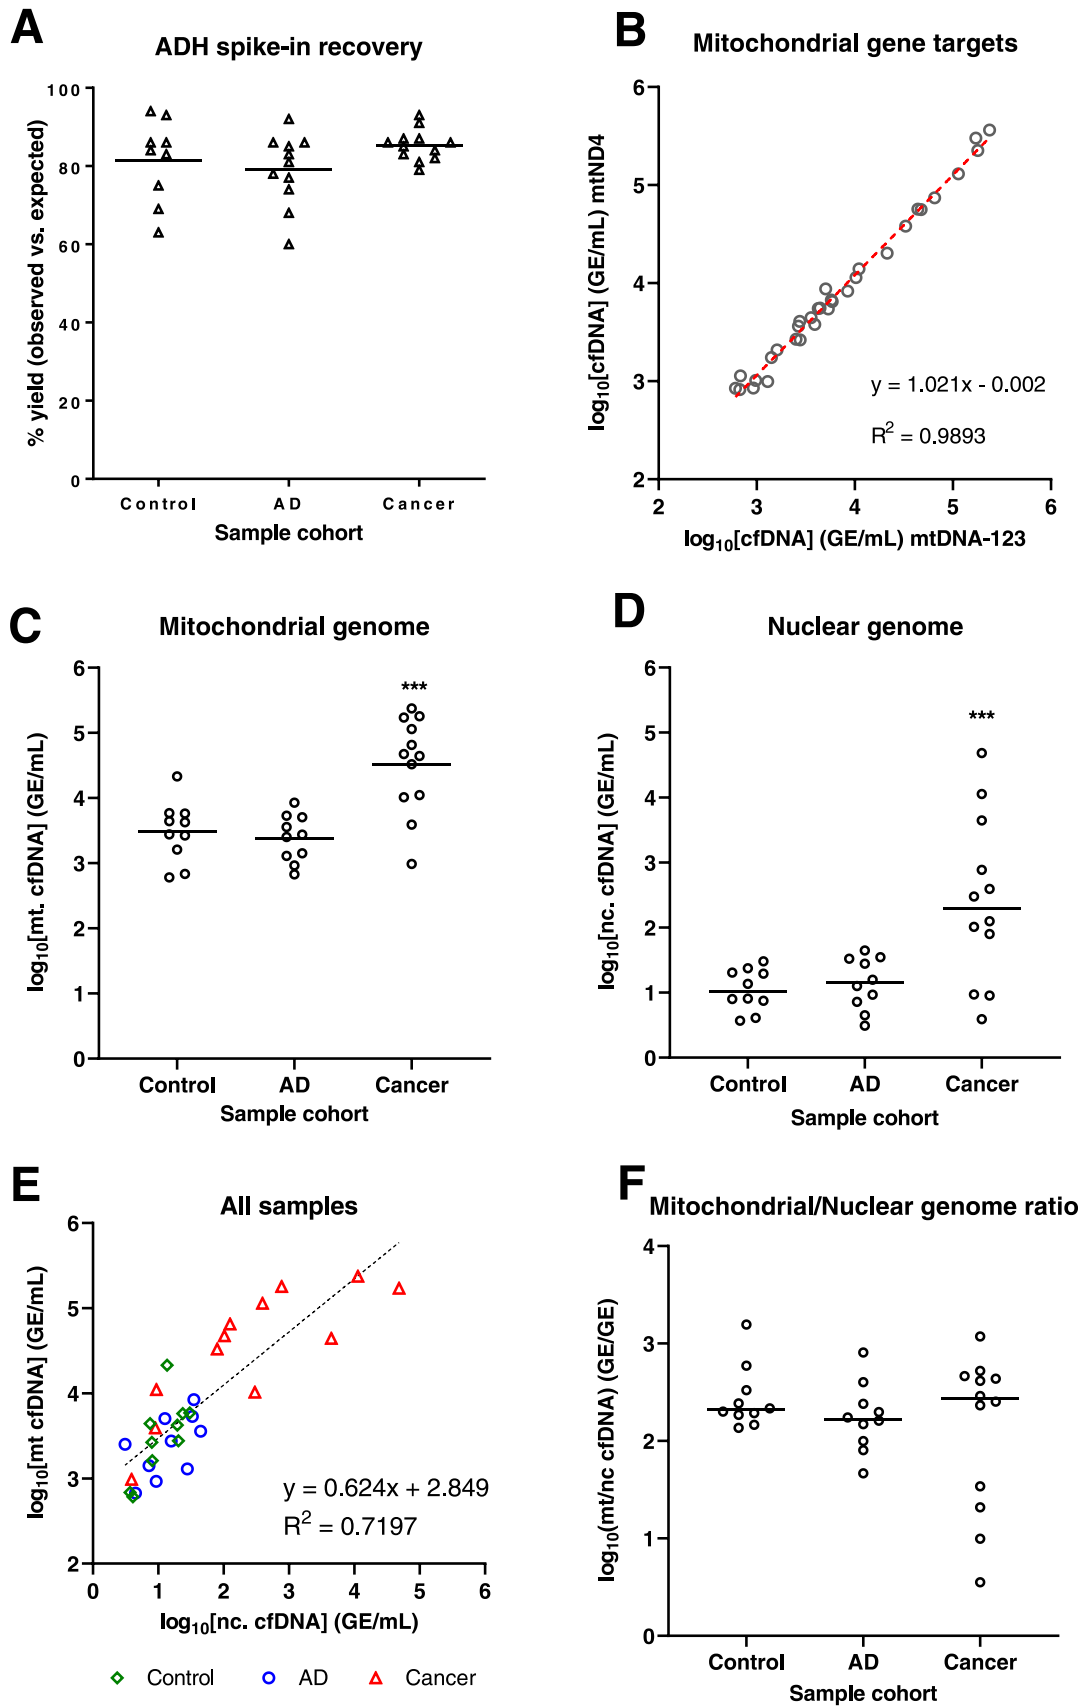 A
ADH spike-in recovery
% yield (observed vs. expected)
100
80
60
40
20
0
Control AD Cancer
Sample cohort
B
Mitochondrial gene targets
log10[cfDNA] (GE/mL) mtND4
6
5
4
3
2
y = 1.021x - 0.002
R² = 0.9893
2 3 4 5 6
log10[cfDNA] (GE/mL) mtDNA-123
C
Mitochondrial genome
log10[mt. cfDNA] (GE/mL)
6
5
4
3
2
1
0
***
Control AD Cancer
Sample cohort
D
Nuclear genome
log10[nc. cfDNA] (GE/mL)
6
5
4
3
2
1
0
***
Control AD Cancer
Sample cohort
E
All samples
log10[mt cfDNA] (GE/mL)
6
5
4
3
2
y = 0.624x + 2.849
R² = 0.7197
0 1 2 3 4 5 6
log10[nc. cfDNA] (GE/mL)
Control AD Cancer
F
Mitochondrial/Nuclear genome ratio
log10(mt/nc cfDNA) (GE/GE)
4
3
2
1
0
Control AD Cancer
Sample cohort